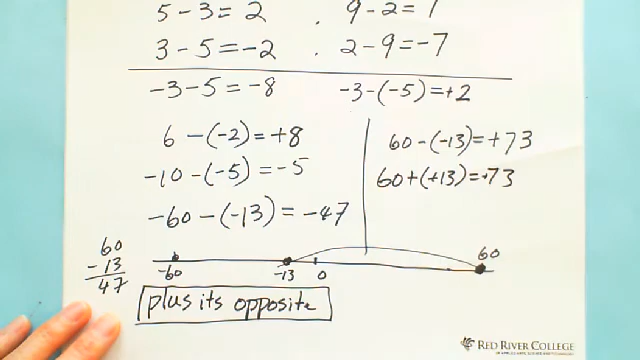 5 - 3 = 2 . 9 - 2 = 7
3 - 5 = -2 . 2 - 9 = -7
-3 - 5 = -8 -3 - (-5) = +2
6 - (-2) = +8
-10 - (-5) = -5
-60 - (-13) = -47
60 - (-13) = +73
60 + (+13) = +73
60
- 13
47
-60 -13 0 60
plus its opposite
RED RIVER COLLEGE